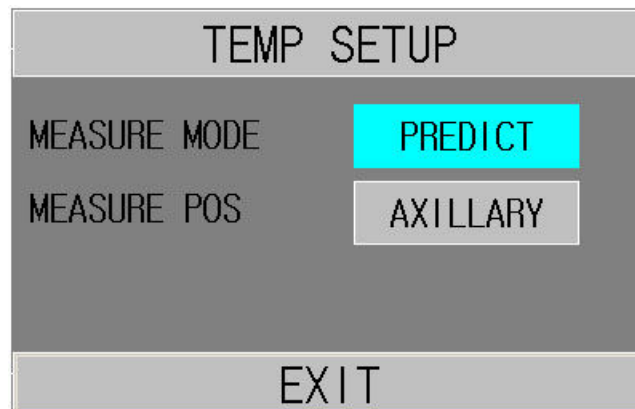 TEMP SETUP
MEASURE MODE PREDICT
MEASURE POS AXILLARY
EXIT